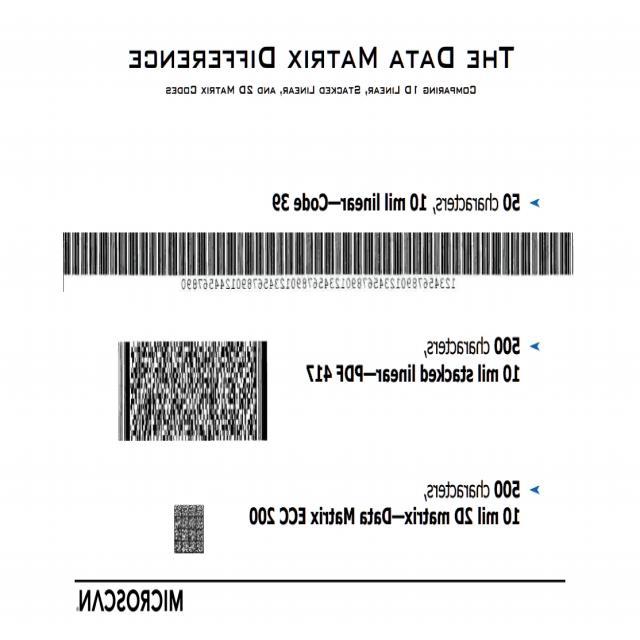 THE DATA MATRIX DIFFERENCE
COMPARING 1D LINEAR, STACKED LINEAR, AND 2D MATRIX CODES
➤ 50 characters, 10 mil linear—Code 39
12345678901234567890123456789012345678901244567890
➤ 500 characters,
10 mil stacked linear—PDF 417
➤ 500 characters,
10 mil 2D matrix—Data Matrix ECC 200
MICROSCAN®